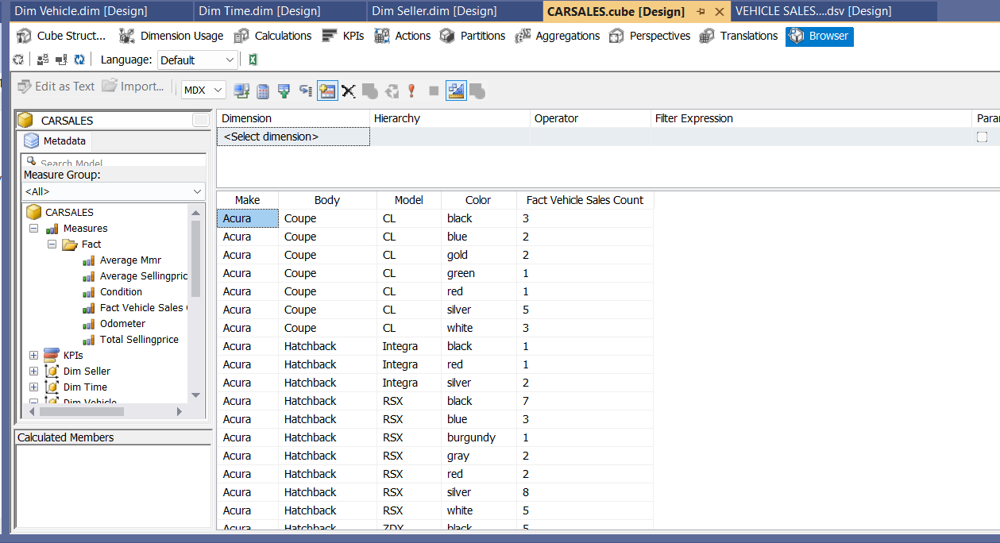 Dim Vehicle.dim [Design] Dim Time.dim [Design] Dim Seller.dim [Design] CARSALES.cube [Design] VEHICLE SALES....dsv [Design]
Cube Struct... Dimension Usage Calculations KPIs Actions Partitions Aggregations Perspectives Translations Browser
Language: Default
Edit as Text Import... MDX
CARSALES
Metadata
Search Model
Measure Group:
<All>
CARSALES
Measures
Fact
Average Mmr
Average Sellingpric
Condition
Fact Vehicle Sales
Odometer
Total Sellingprice
KPIs
Dim Seller
Dim Time
Dim Vehicle
Calculated Members
Dimension Hierarchy Operator Filter Expression Para
<Select dimension>
Make Body Model Color Fact Vehicle Sales Count
Acura Coupe CL black 3
Acura Coupe CL blue 2
Acura Coupe CL gold 2
Acura Coupe CL green 1
Acura Coupe CL red 1
Acura Coupe CL silver 5
Acura Coupe CL white 3
Acura Hatchback Integra black 1
Acura Hatchback Integra red 1
Acura Hatchback Integra silver 2
Acura Hatchback RSX black 7
Acura Hatchback RSX blue 3
Acura Hatchback RSX burgundy 1
Acura Hatchback RSX gray 2
Acura Hatchback RSX red 2
Acura Hatchback RSX silver 8
Acura Hatchback RSX white 5
Acura Hatchback ZDX black 5